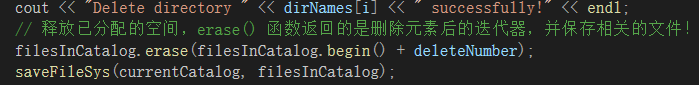 cout << "Delete directory " << dirNames[i] << " successfully!" << endl;
// 释放已分配的空间，erase() 函数返回的是删除元素后的迭代器，并保存相关的文件!
filesInCatalog.erase(filesInCatalog.begin() + deleteNumber);
saveFileSys(currentCatalog, filesInCatalog);